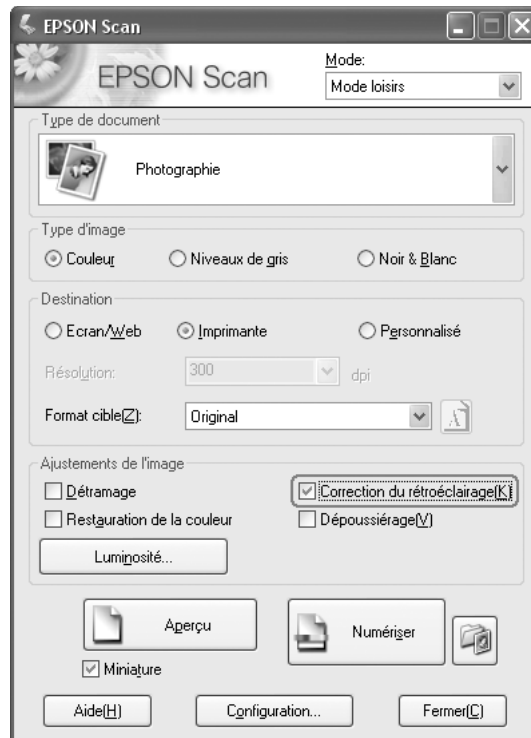 EPSON Scan
EPSON Scan
Mode:
Mode loisirs
Type de document
Photographie
Type d'image
Couleur
Niveaux de gris
Noir & Blanc
Destination
Ecran/Web
Imprimante
Personnalisé
Résolution:
300
dpi
Format cible(Z):
Original
Ajustements de l'image
Détramage
Correction du rétroéclairage(K)
Restauration de la couleur
Dépoussiérage(V)
Luminosité...
Aperçu
Numériser
Miniature
Aide(H)
Configuration...
Fermer(C)